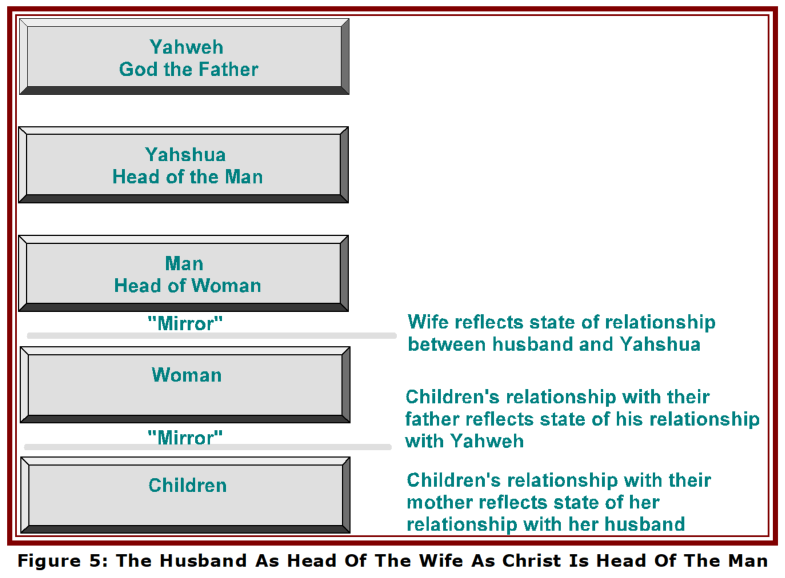 Yahweh
God the Father
Yahshua
Head of the Man
Man
Head of Woman
"Mirror"
Wife reflects state of relationship
between husband and Yahshua
Woman
Children's relationship with their
father reflects state of his relationship
with Yahweh
"Mirror"
Children
Children's relationship with their
mother reflects state of her
relationship with her husband
Figure 5: The Husband As Head Of The Wife As Christ Is Head Of The Man